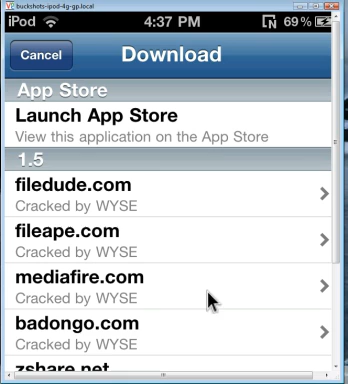 buckshots-ipod-4g-gp.local
iPod 4:37 PM 69%
Cancel Download
App Store
Launch App Store
View this application on the App Store
1.5
filedude.com
Cracked by WYSE
fileape.com
Cracked by WYSE
mediafire.com
Cracked by WYSE
badongo.com
Cracked by WYSE
zshare.net